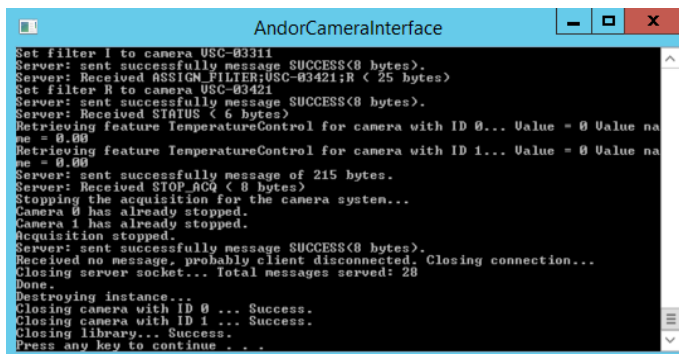 AndorCameraInterface
Set filter I to camera VSC-03311
Server: sent successfully message SUCCESS(8 bytes).
Server: Received ASSIGN_FILTER;VSC-03421;R ( 25 bytes)
Set filter R to camera VSC-03421
Server: sent successfully message SUCCESS(8 bytes).
Server: Received STATUS ( 6 bytes)
Retrieving feature TemperatureControl for camera with ID 0... Value = 0 Value na
me = 0.00
Retrieving feature TemperatureControl for camera with ID 1... Value = 0 Value na
me = 0.00
Server: sent successfully message of 215 bytes.
Server: Received STOP_ACQ ( 8 bytes)
Stopping the acquisition for the camera system...
Camera 0 has already stopped.
Camera 1 has already stopped.
Acquisition stopped.
Server: sent successfully message SUCCESS(8 bytes).
Received no message, probably client disconnected. Closing connection...
Closing server socket... Total messages served: 28
Done.
Destroying instance...
Closing camera with ID 0 ... Success.
Closing camera with ID 1 ... Success.
Closing library... Success.
Press any key to continue . . .